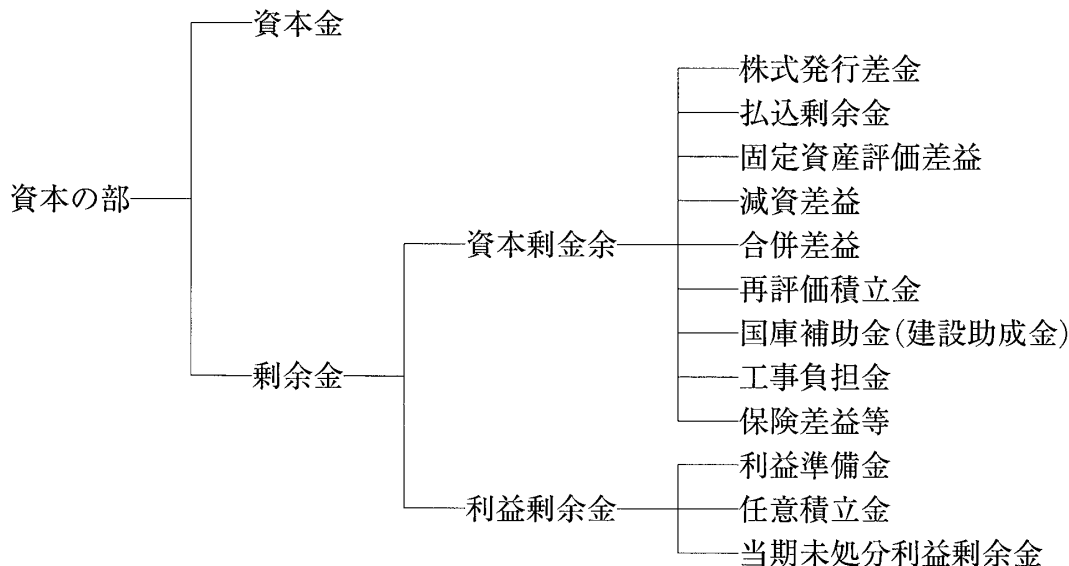 資本金
株式発行差金
払込剰余金
固定資産評価差益
資本の部
減資差益
資本剰金余
合併差益
再評価積立金
国庫補助金(建設助成金)
剰余金
工事負担金
保険差益等
利益準備金
利益剰余金
任意積立金
当期未処分利益剰余金